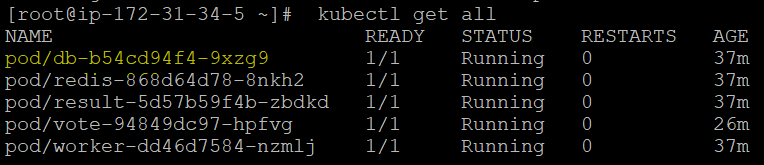 [root@ip-172-31-34-5 ~]#  kubectl get all
NAME                         READY   STATUS    RESTARTS   AGE
pod/db-b54cd94f4-9xzg9       1/1     Running   0          37m
pod/redis-868d64d78-8nkh2    1/1     Running   0          37m
pod/result-5d57b59f4b-zbdkd  1/1     Running   0          37m
pod/vote-94849dc97-hpfvg     1/1     Running   0          26m
pod/worker-dd46d7584-nzmlj   1/1     Running   0          37m